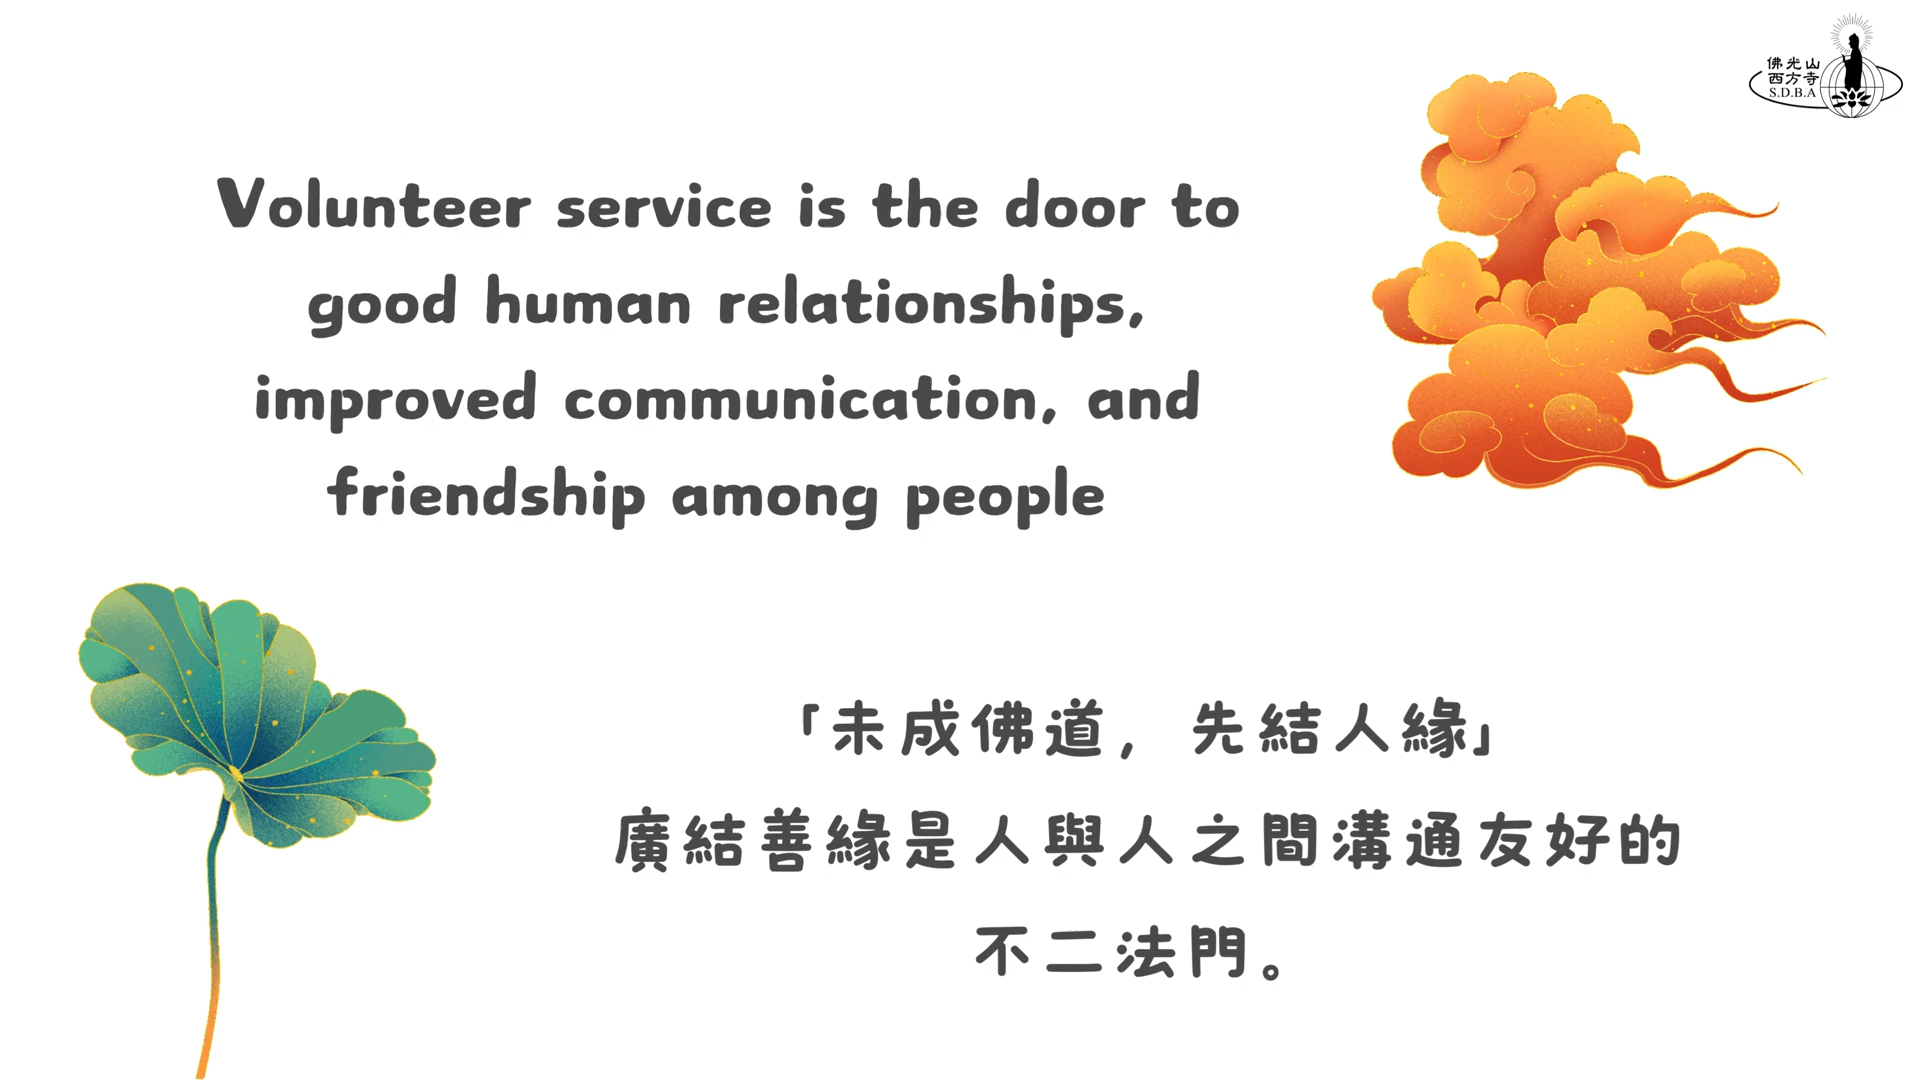 佛光山
西方寺
S.D.B.A
Volunteer service is the door to
good human relationships,
improved communication, and
friendship among people
「未成佛道，先結人緣」
廣結善緣是人與人之間溝通友好的
不二法門。